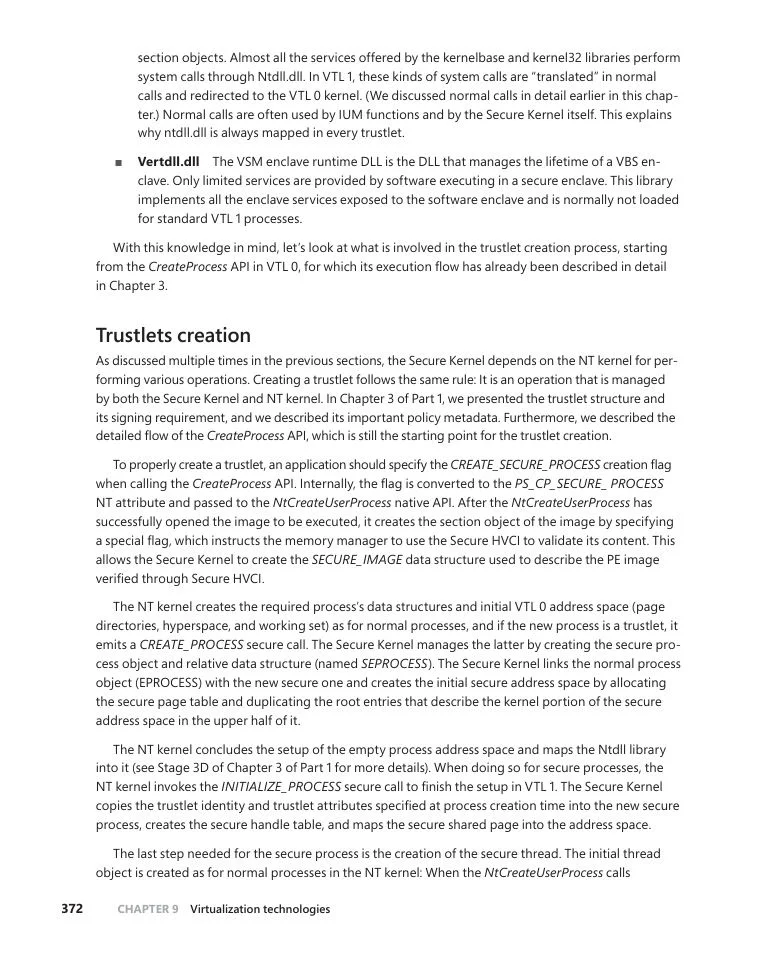 section objects. Almost all the services offered by the kernelbase and kernel32 libraries perform
system calls through Ntdll.dll. In VTL 1, these kinds of system calls are “translated” in normal
calls and redirected to the VTL 0 kernel. (We discussed normal calls in detail earlier in this chap-
ter.) Normal calls are often used by IUM functions and by the Secure Kernel itself. This explains
why ntdll.dll is always mapped in every trustlet.
■ Vertdll.dll The VSM enclave runtime DLL is the DLL that manages the lifetime of a VBS en-
clave. Only limited services are provided by software executing in a secure enclave. This library
implements all the enclave services exposed to the software enclave and is normally not loaded
for standard VTL 1 processes.
With this knowledge in mind, let’s look at what is involved in the trustlet creation process, starting
from the CreateProcess API in VTL 0, for which its execution flow has already been described in detail
in Chapter 3.
Trustlets creation
As discussed multiple times in the previous sections, the Secure Kernel depends on the NT kernel for per-
forming various operations. Creating a trustlet follows the same rule: It is an operation that is managed
by both the Secure Kernel and NT kernel. In Chapter 3 of Part 1, we presented the trustlet structure and
its signing requirement, and we described its important policy metadata. Furthermore, we described the
detailed flow of the CreateProcess API, which is still the starting point for the trustlet creation.
To properly create a trustlet, an application should specify the CREATE_SECURE_PROCESS creation flag
when calling the CreateProcess API. Internally, the flag is converted to the PS_CP_SECURE_ PROCESS
NT attribute and passed to the NtCreateUserProcess native API. After the NtCreateUserProcess has
successfully opened the image to be executed, it creates the section object of the image by specifying
a special flag, which instructs the memory manager to use the Secure HVCI to validate its content. This
allows the Secure Kernel to create the SECURE_IMAGE data structure used to describe the PE image
verified through Secure HVCI.
The NT kernel creates the required process’s data structures and initial VTL 0 address space (page
directories, hyperspace, and working set) as for normal processes, and if the new process is a trustlet, it
emits a CREATE_PROCESS secure call. The Secure Kernel manages the latter by creating the secure pro-
cess object and relative data structure (named SEPROCESS). The Secure Kernel links the normal process
object (EPROCESS) with the new secure one and creates the initial secure address space by allocating
the secure page table and duplicating the root entries that describe the kernel portion of the secure
address space in the upper half of it.
The NT kernel concludes the setup of the empty process address space and maps the Ntdll library
into it (see Stage 3D of Chapter 3 of Part 1 for more details). When doing so for secure processes, the
NT kernel invokes the INITIALIZE_PROCESS secure call to finish the setup in VTL 1. The Secure Kernel
copies the trustlet identity and trustlet attributes specified at process creation time into the new secure
process, creates the secure handle table, and maps the secure shared page into the address space.
The last step needed for the secure process is the creation of the secure thread. The initial thread
object is created as for normal processes in the NT kernel: When the NtCreateUserProcess calls
372 CHAPTER 9 Virtualization technologies